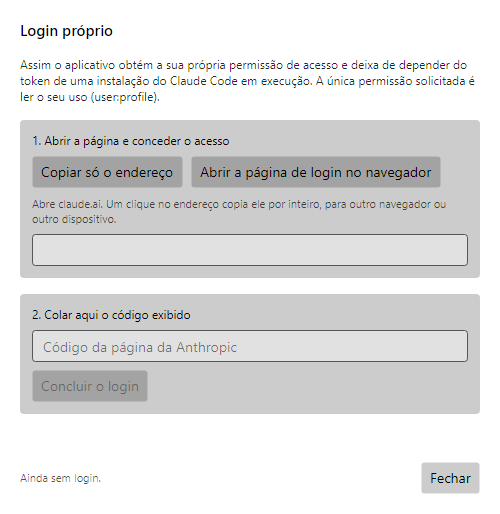 Login próprio
Assim o aplicativo obtém a sua própria permissão de acesso e deixa de depender do
token de uma instalação do Claude Code em execução. A única permissão solicitada é
ler o seu uso (user:profile).
1. Abrir a página e conceder o acesso
Copiar só o endereço
Abrir a página de login no navegador
Abre claude.ai. Um clique no endereço copia ele por inteiro, para outro navegador ou
outro dispositivo.
2. Colar aqui o código exibido
Código da página da Anthropic
Concluir o login
Ainda sem login.
Fechar